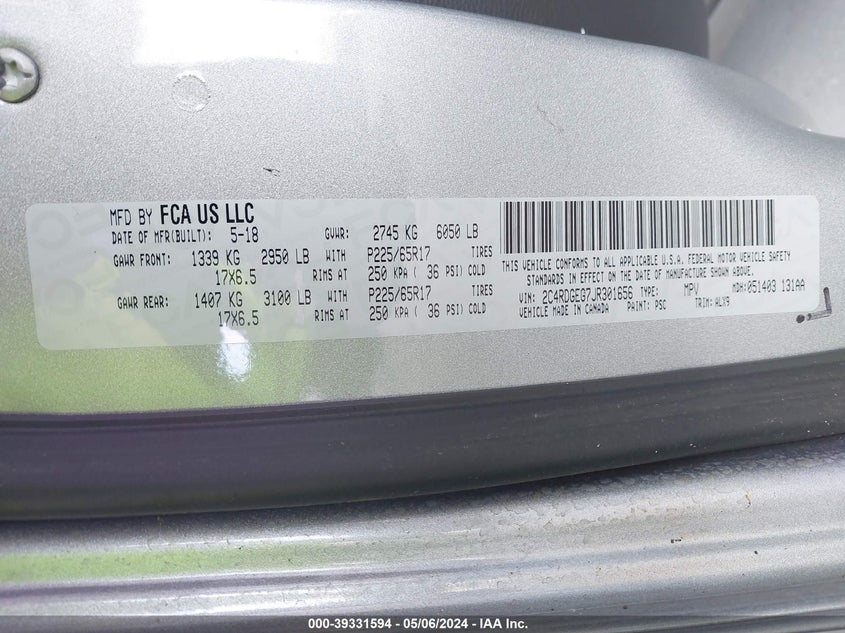 MFD BY FCA US LLC
DATE OF MFR(BUILT): 5-18 GVWR: 2745 KG 6050 LB
GAWR FRONT: 1339 KG 2950 LB WITH P225/65R17 TIRES
17X6.5 RIMS AT 250 KPA ( 36 PSI) COLD
GAWR REAR: 1407 KG 3100 LB WITH P225/65R17 TIRES
17X6.5 RIMS AT 250 KPA ( 36 PSI) COLD
THIS VEHICLE CONFORMS TO ALL APPLICABLE U.S.A. FEDERAL MOTOR VEHICLE SAFETY
STANDARDS IN EFFECT ON THE DATE OF MANUFACTURE SHOWN ABOVE.
VIN: 2C4RDGEG7JR301656 TYPE: MPV MDH: 051403 131AA
VEHICLE MADE IN CANADA PAINT: PSC TRIM: ALX9
000-39331594 - 05/06/2024 - IAA Inc.